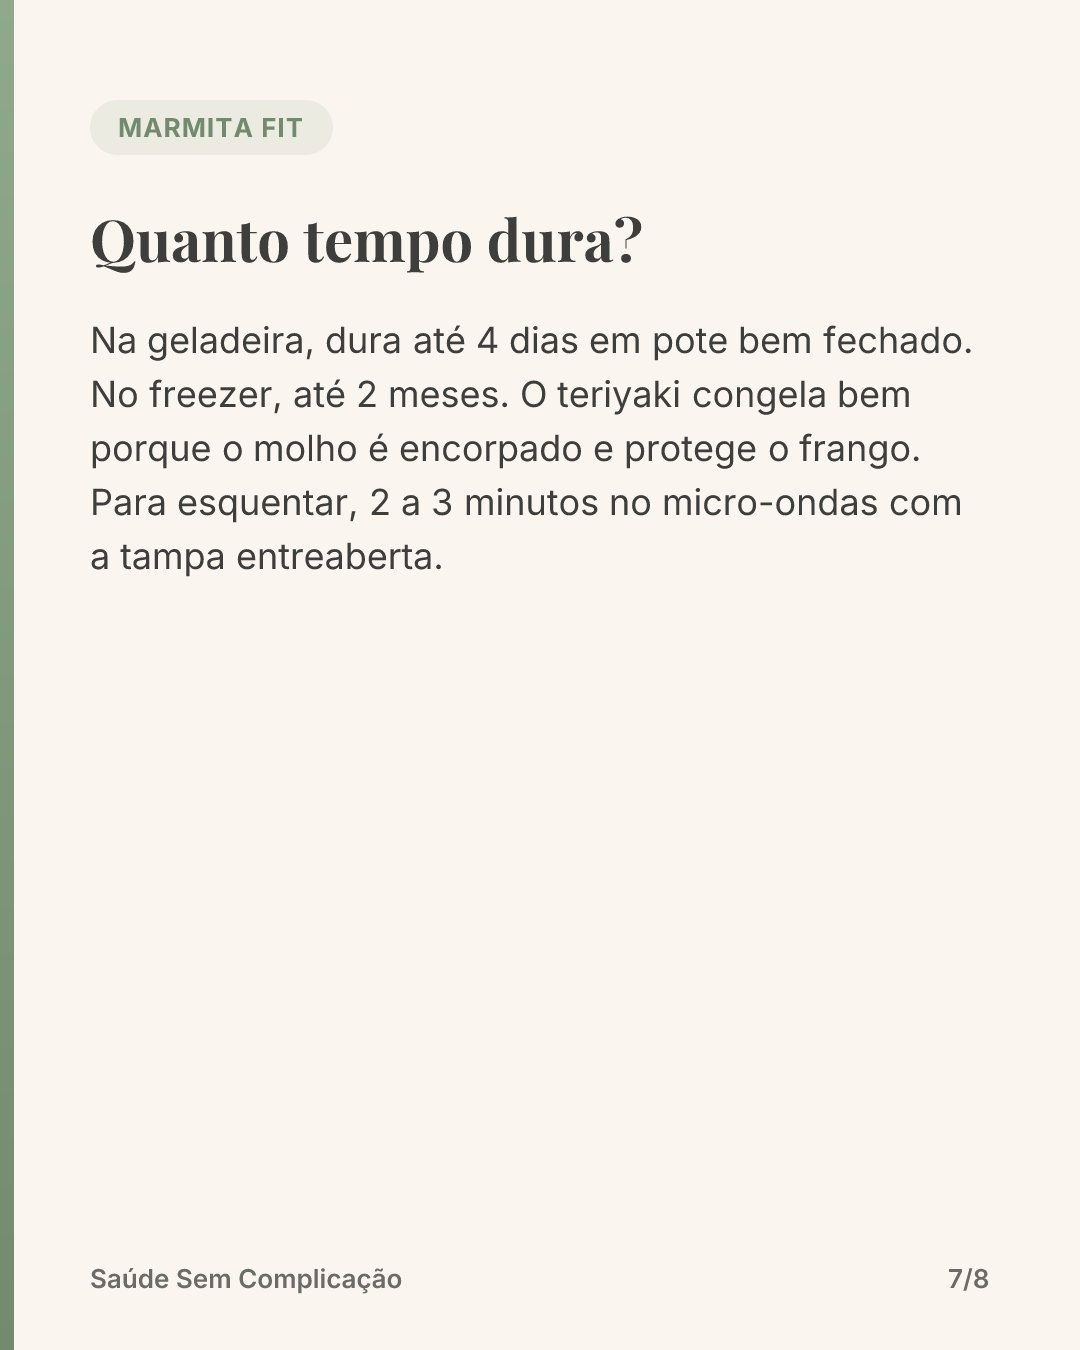 MARMITA FIT
Quanto tempo dura?
Na geladeira, dura até 4 dias em pote bem fechado.
No freezer, até 2 meses. O teriyaki congela bem
porque o molho é encorpado e protege o frango.
Para esquentar, 2 a 3 minutos no micro-ondas com
a tampa entreaberta.
Saúde Sem Complicação
7/8